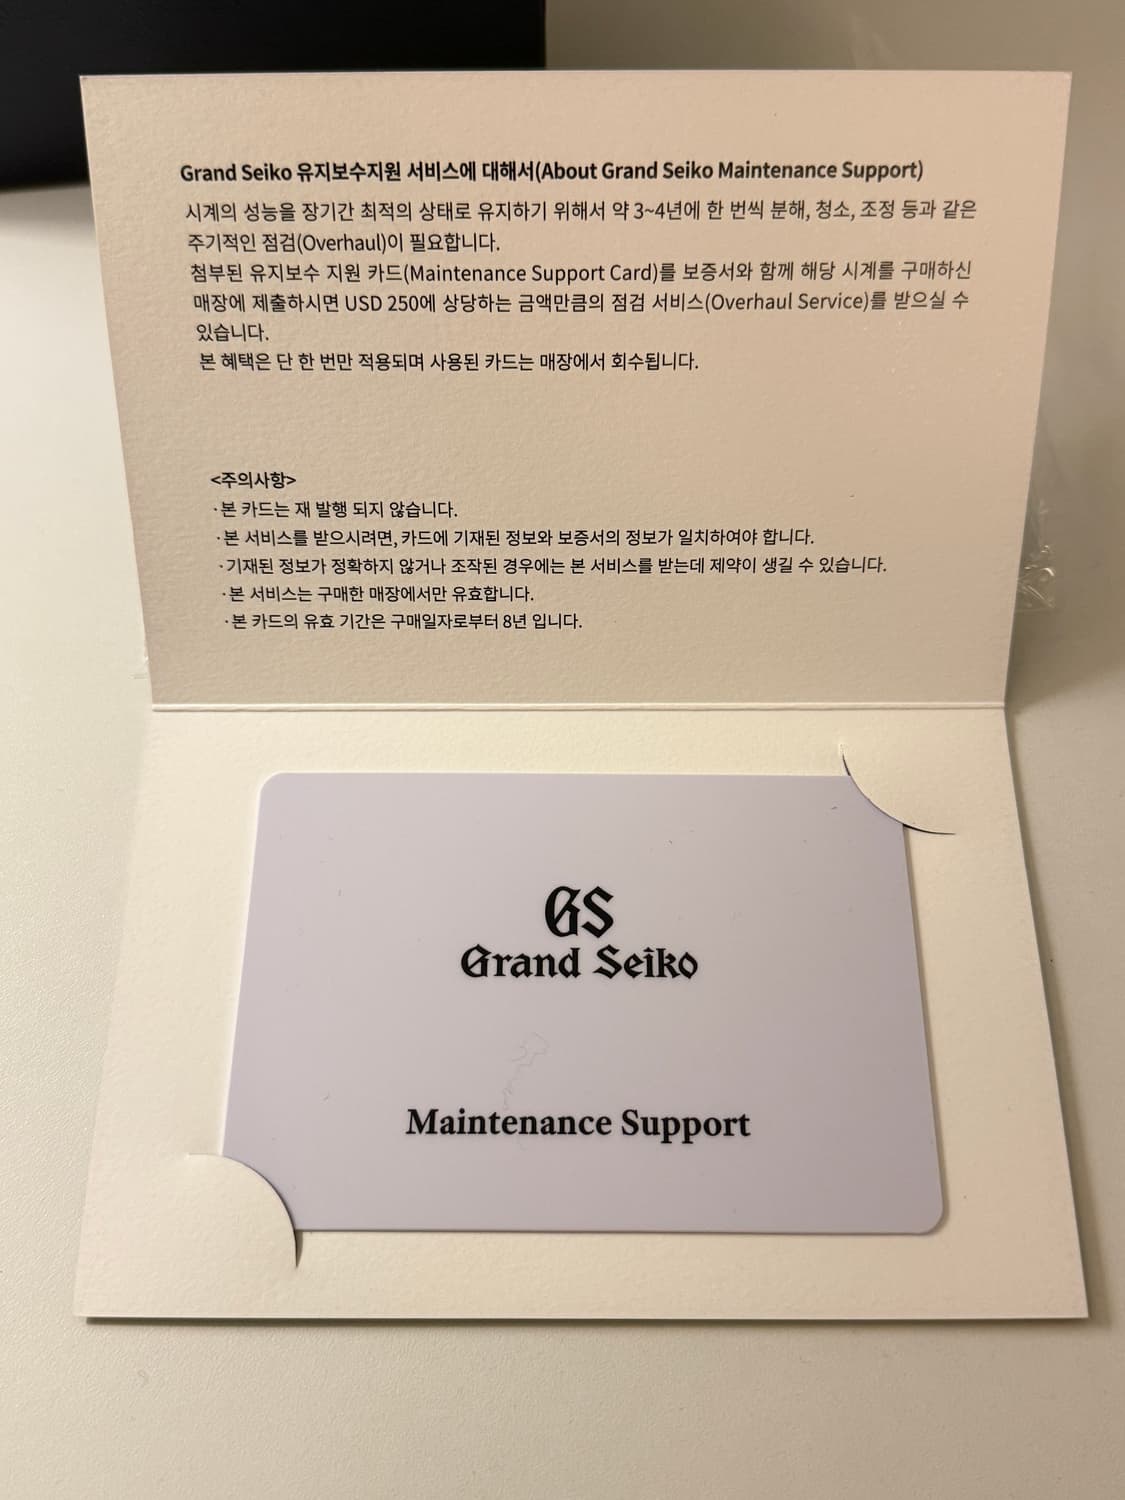 Grand Seiko 유지보수지원 서비스에 대해서(About Grand Seiko Maintenance Support)
시계의 성능을 장기간 최적의 상태로 유지하기 위해서 약 3~4년에 한 번씩 분해, 청소, 조정 등과 같은
주기적인 점검(Overhaul)이 필요합니다.
첨부된 유지보수 지원 카드(Maintenance Support Card)를 보증서와 함께 해당 시계를 구매하신
매장에 제출하시면 USD 250에 상당하는 금액만큼의 점검 서비스(Overhaul Service)를 받으실 수
있습니다.
본 혜택은 단 한 번만 적용되며 사용된 카드는 매장에서 회수됩니다.
<주의사항>
·본 카드는 재 발행 되지 않습니다.
·본 서비스를 받으시려면, 카드에 기재된 정보와 보증서의 정보가 일치하여야 합니다.
·기재된 정보가 정확하지 않거나 조작된 경우에는 본 서비스를 받는데 제약이 생길 수 있습니다.
·본 서비스는 구매한 매장에서만 유효합니다.
·본 카드의 유효 기간은 구매일자로부터 8년 입니다.
GS
Grand Seiko
Maintenance Support